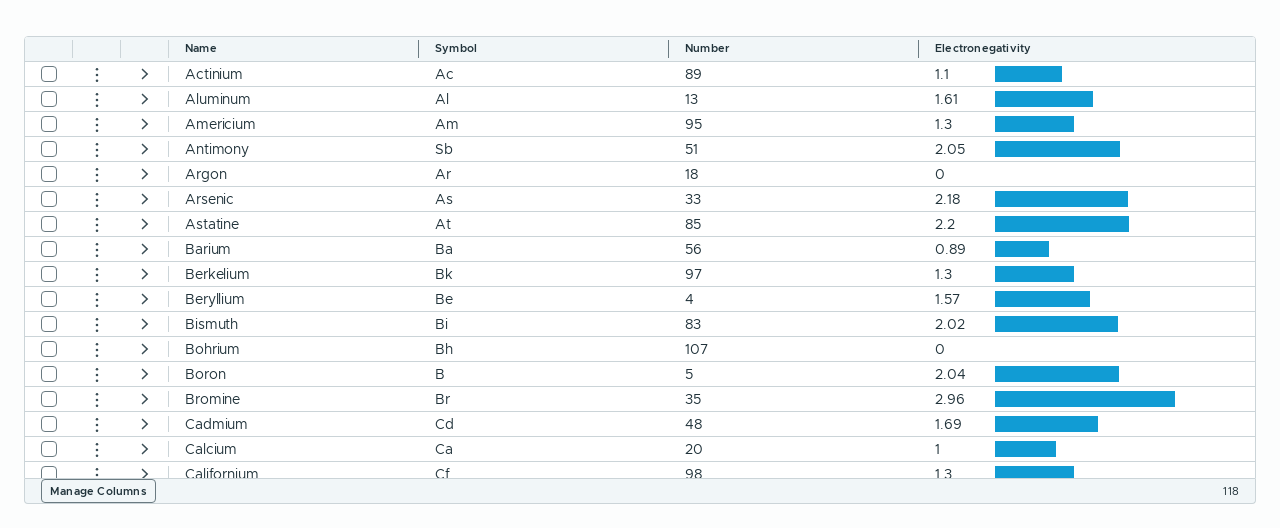 Name Symbol Number Electronegativity
Actinium Ac 89 1.1
Aluminum Al 13 1.61
Americium Am 95 1.3
Antimony Sb 51 2.05
Argon Ar 18 0
Arsenic As 33 2.18
Astatine At 85 2.2
Barium Ba 56 0.89
Berkelium Bk 97 1.3
Beryllium Be 4 1.57
Bismuth Bi 83 2.02
Bohrium Bh 107 0
Boron B 5 2.04
Bromine Br 35 2.96
Cadmium Cd 48 1.69
Calcium Ca 20 1
Californium Cf 98 1.3
Manage Columns 118